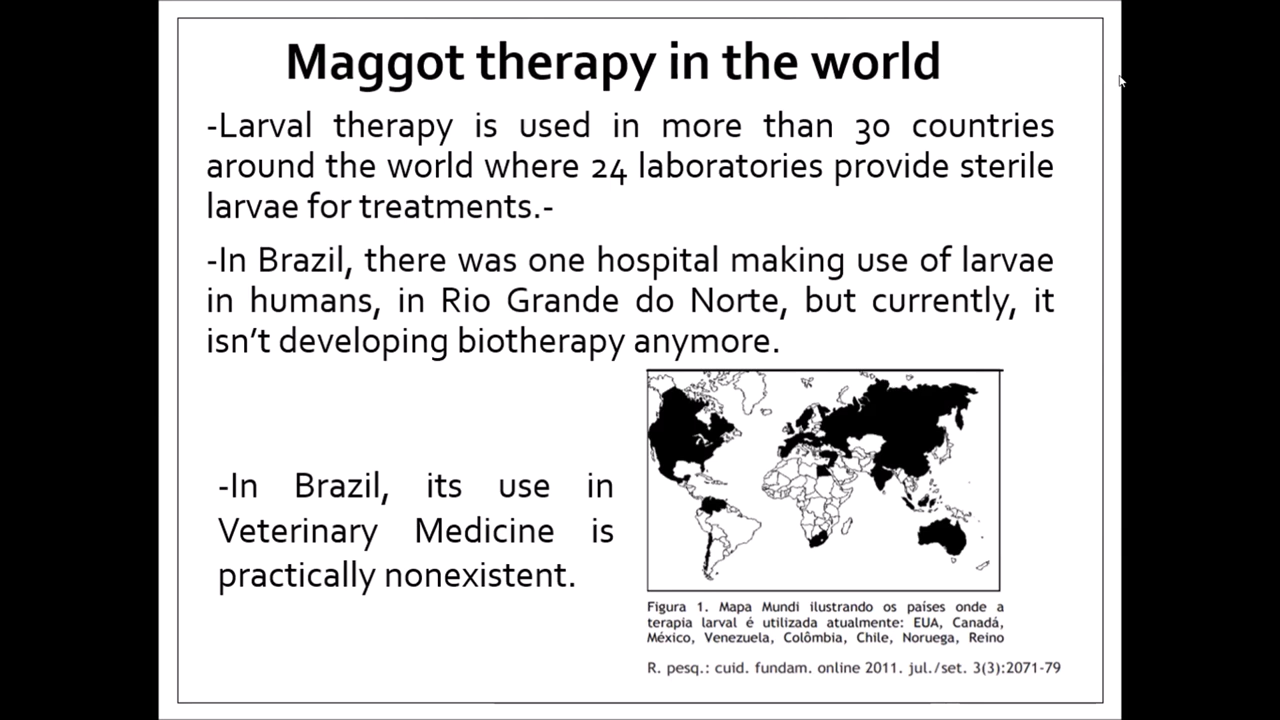 Maggot therapy in the world
-Larval therapy is used in more than 30 countries
around the world where 24 laboratories provide sterile
larvae for treatments.-
-In Brazil, there was one hospital making use of larvae
in humans, in Rio Grande do Norte, but currently, it
isn't developing biotherapy anymore.
-In Brazil, its use in
Veterinary Medicine is
practically nonexistent.
Figura 1. Mapa Mundi ilustrando os países onde a
terapia larval é utilizada atualmente: EUA, Canadá,
México, Venezuela, Colômbia, Chile, Noruega, Reino
R. pesq.: cuid. fundam. online 2011. jul./set. 3(3):2071-79